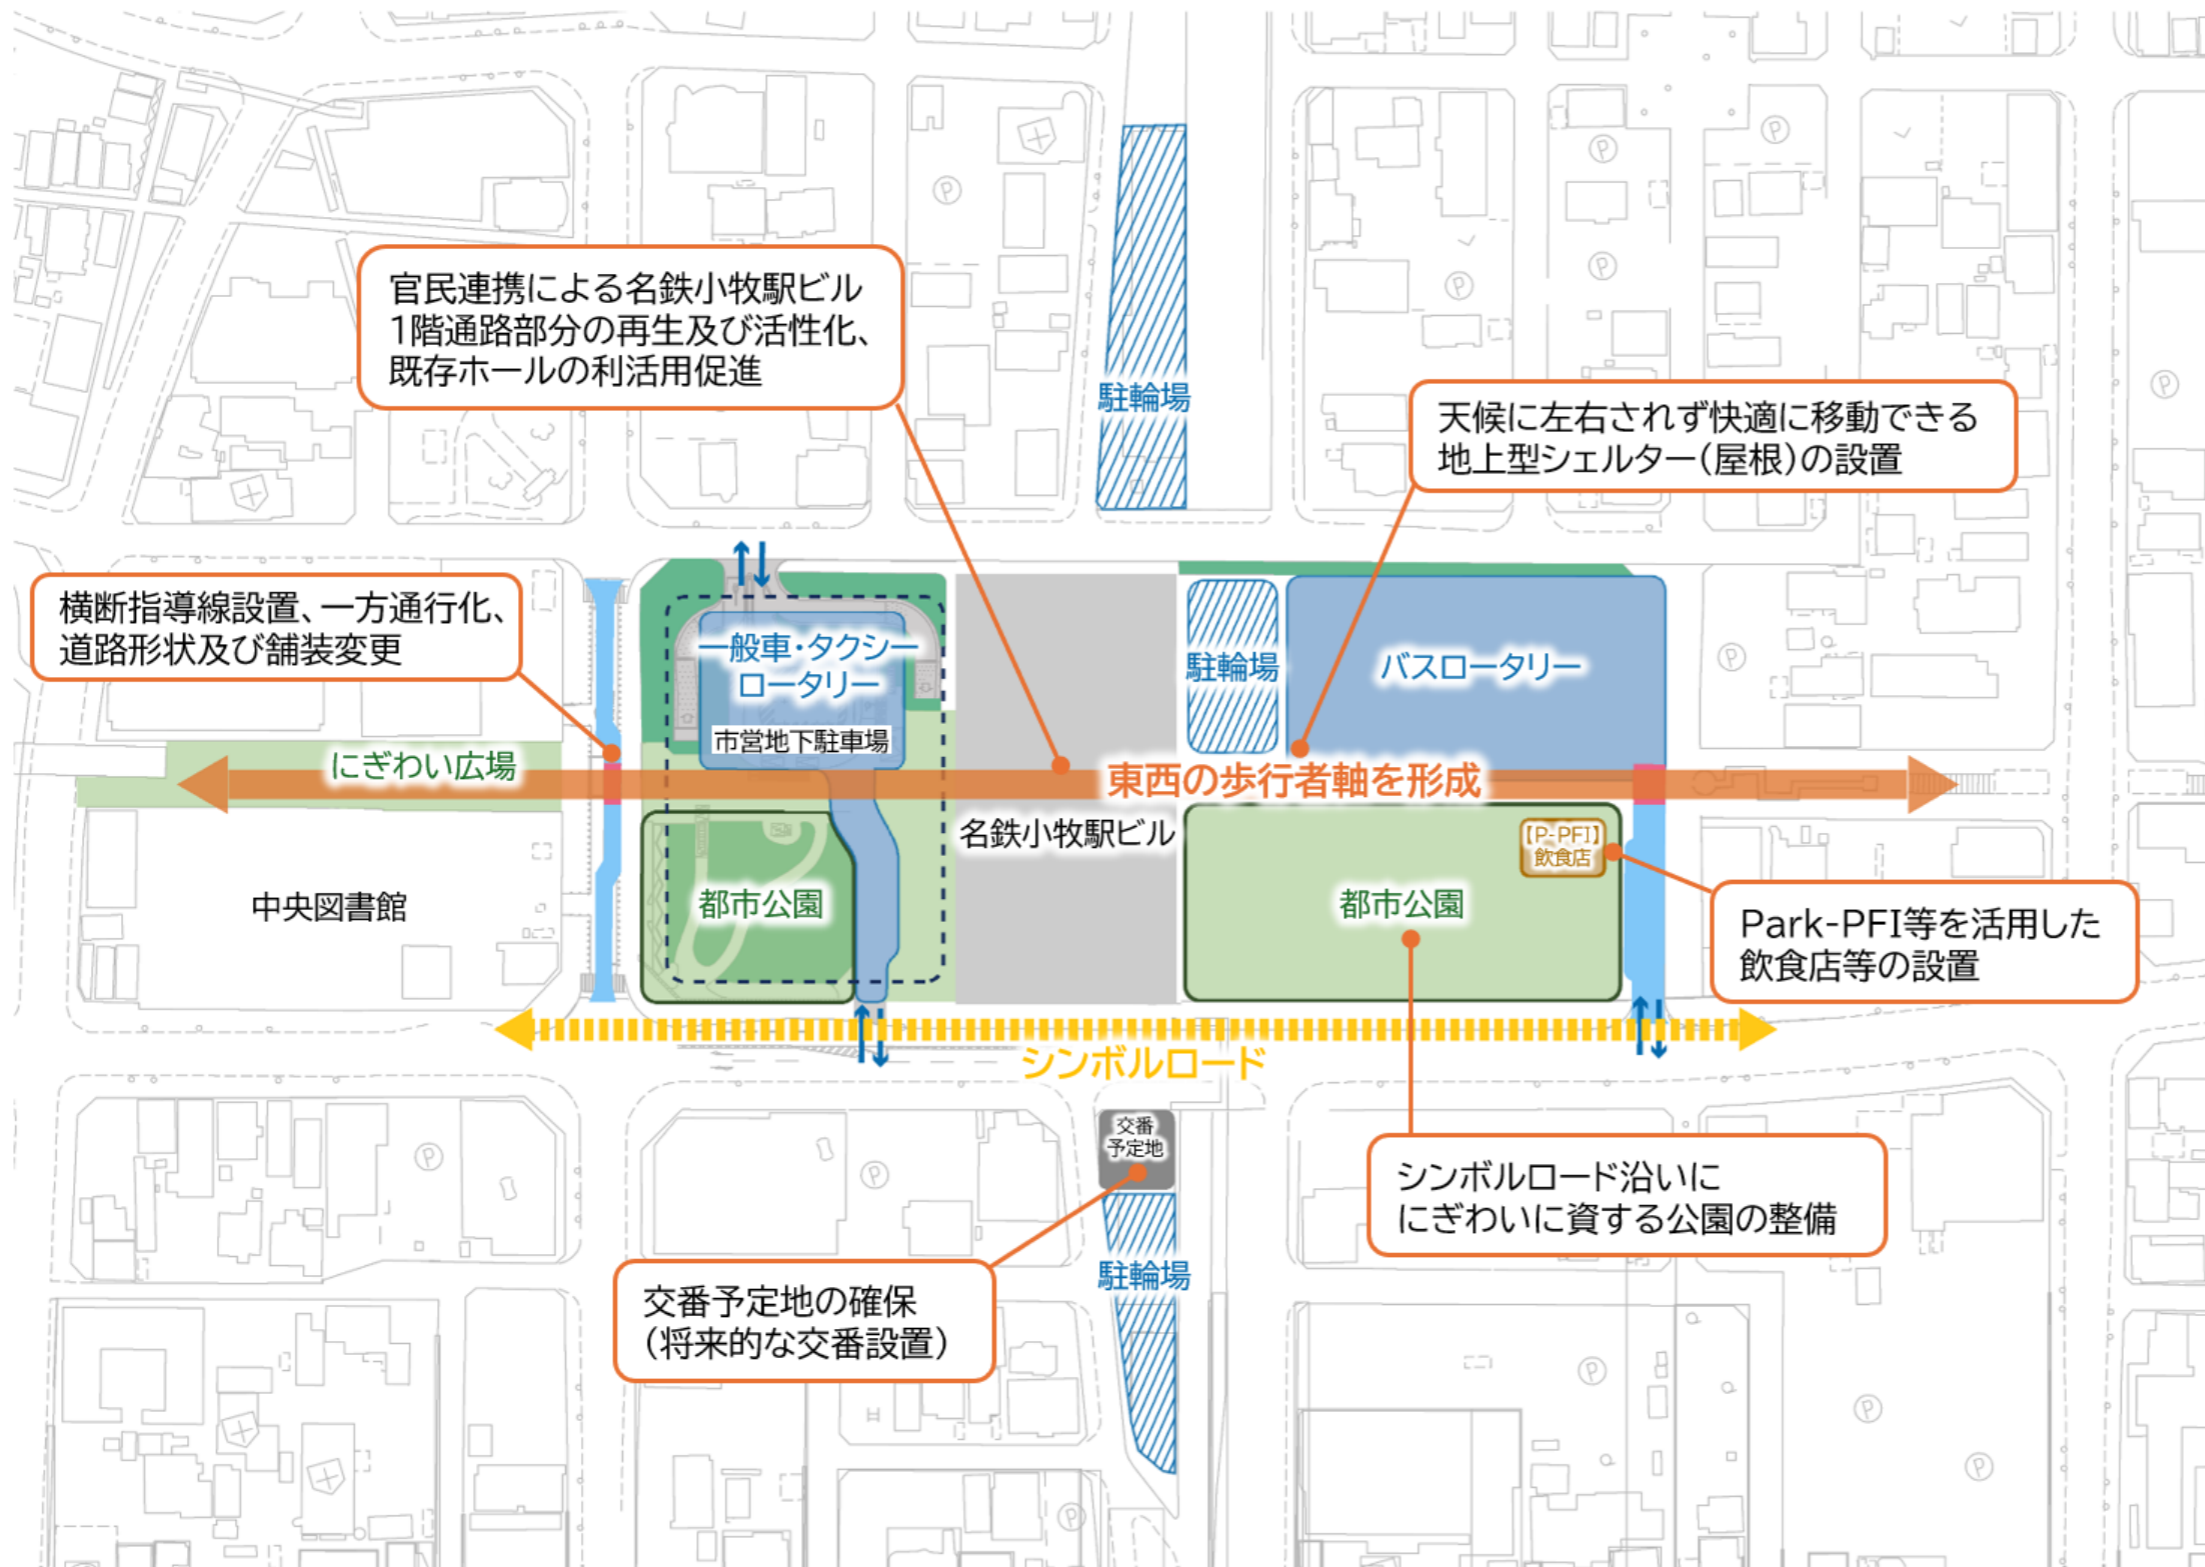 官民連携による名鉄小牧駅ビル
1階通路部分の再生及び活性化、
既存ホールの利活用促進
駐輪場
天候に左右されず快適に移動できる
地上型シェルター(屋根)の設置
横断指導線設置、一方通行化、
道路形状及び舗装変更
一般車・タクシー
ロータリー
市営地下駐車場
駐輪場
バスロータリー
にぎわい広場
東西の歩行者軸を形成
名鉄小牧駅ビル
【P-PFI】
飲食店
中央図書館
都市公園
都市公園
Park-PFI等を活用した
飲食店等の設置
シンボルロード
交番
予定地
シンボルロード沿いに
にぎわいに資する公園の整備
駐輪場
交番予定地の確保
(将来的な交番設置)
P
P
P
P
P
P
P
P
P
P
P
P
P
P